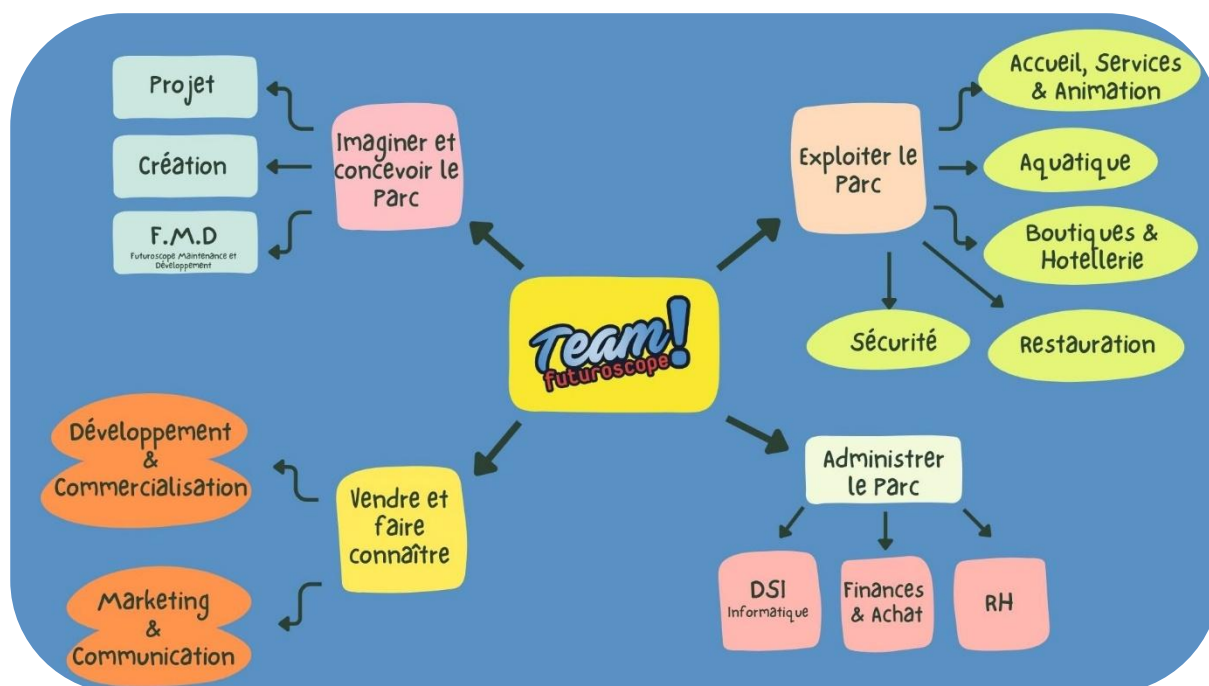 Projet
Création
F.M.D
Futuroscope Maintenance et
Développement
Imaginer et
concevoir le
Parc
Exploiter le
Parc
Accueil, Services
& Animation
Aquatique
Boutiques &
Hotellerie
Restauration
Sécurité
Team!
futuroscope
Développement
&
Commercialisation
Marketing
&
Communication
Vendre et
faire
connaître
Administrer
le Parc
DSI
Informatique
Finances
& Achat
RH